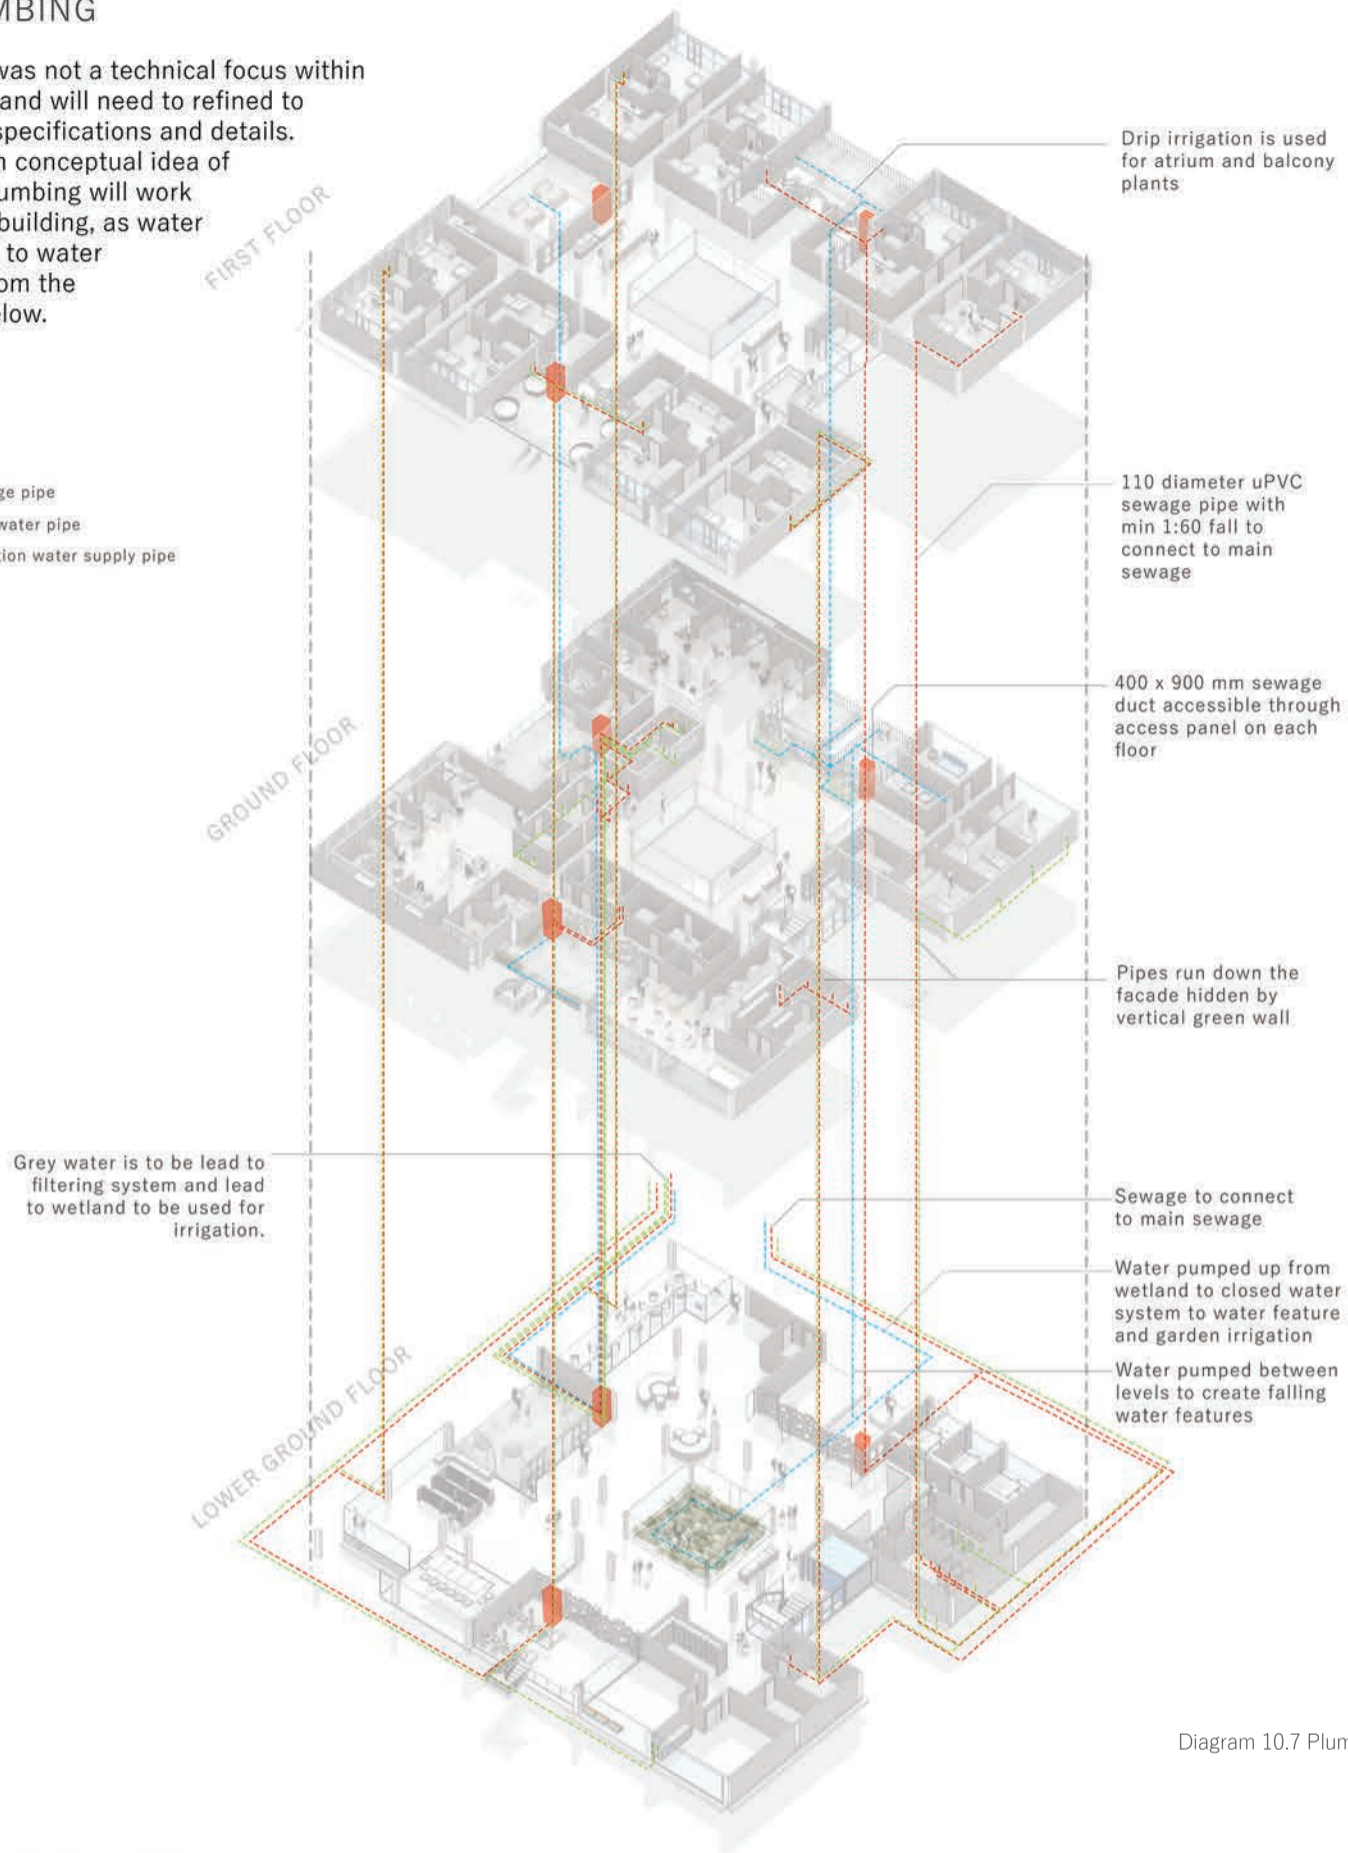 MBING
was not a technical focus within
and will need to refined to
specifications and details.
n conceptual idea of
umbing will work
building, as water
to water
om the
elow.
FIRST FLOOR
ge pipe
water pipe
tion water supply pipe
Drip irrigation is used
for atrium and balcony
plants
110 diameter uPVC
sewage pipe with
min 1:60 fall to
connect to main
sewage
GROUND FLOOR
400 x 900 mm sewage
duct accessible through
access panel on each
floor
Pipes run down the
facade hidden by
vertical green wall
Grey water is to be lead to
filtering system and lead
to wetland to be used for
irrigation.
Sewage to connect
to main sewage
Water pumped up from
wetland to closed water
system to water feature
and garden irrigation
Water pumped between
levels to create falling
water features
LOWER GROUND FLOOR
Diagram 10.7 Plum